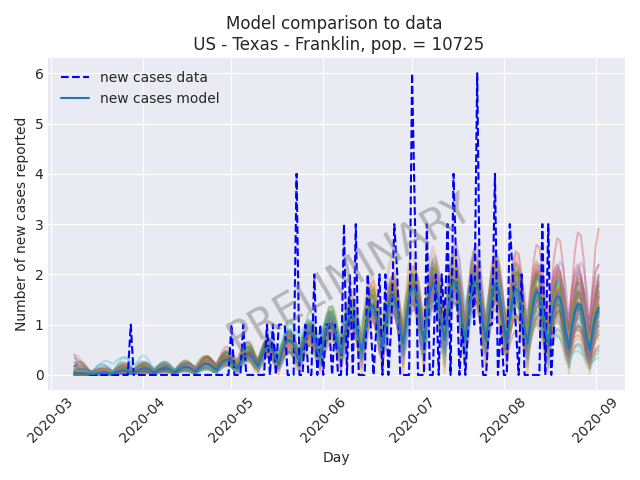 Model comparison to data
US - Texas - Franklin, pop. = 10725
new cases data
new cases model
PRELIMINARY
Number of new cases reported
6
5
4
3
2
1
0
2020-03
2020-04
2020-05
2020-06
2020-07
2020-08
2020-09
Day